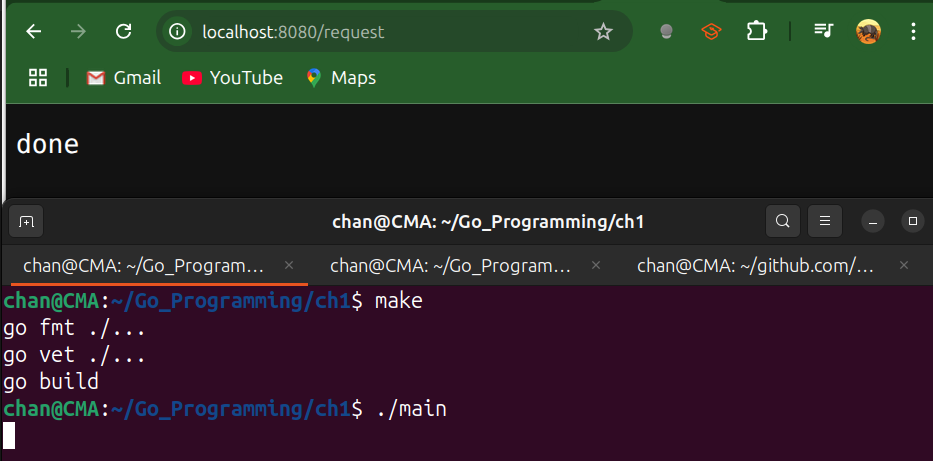 localhost:8080/request
Gmail YouTube Maps
done
chan@CMA: ~/Go_Programming/ch1
chan@CMA: ~/Go_Program… × chan@CMA: ~/Go_Program… × chan@CMA: ~/github.com/… ×
chan@CMA:~/Go_Programming/ch1$ make
go fmt ./...
go vet ./...
go build
chan@CMA:~/Go_Programming/ch1$ ./main